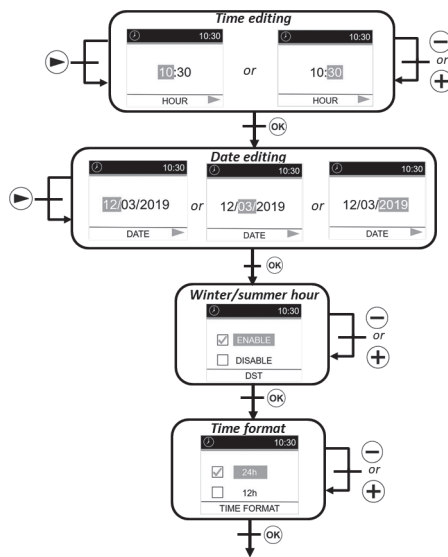 Time editing
10:30
10:30
10:30
or
10:30
HOUR
HOUR
−
or
+
OK
Date editing
10:30
10:30
10:30
12/03/2019
or
12/03/2019
or
12/03/2019
DATE
DATE
DATE
OK
Winter/summer hour
10:30
ENABLE
DISABLE
DST
−
or
+
OK
Time format
10:30
24h
12h
TIME FORMAT
−
or
+
OK